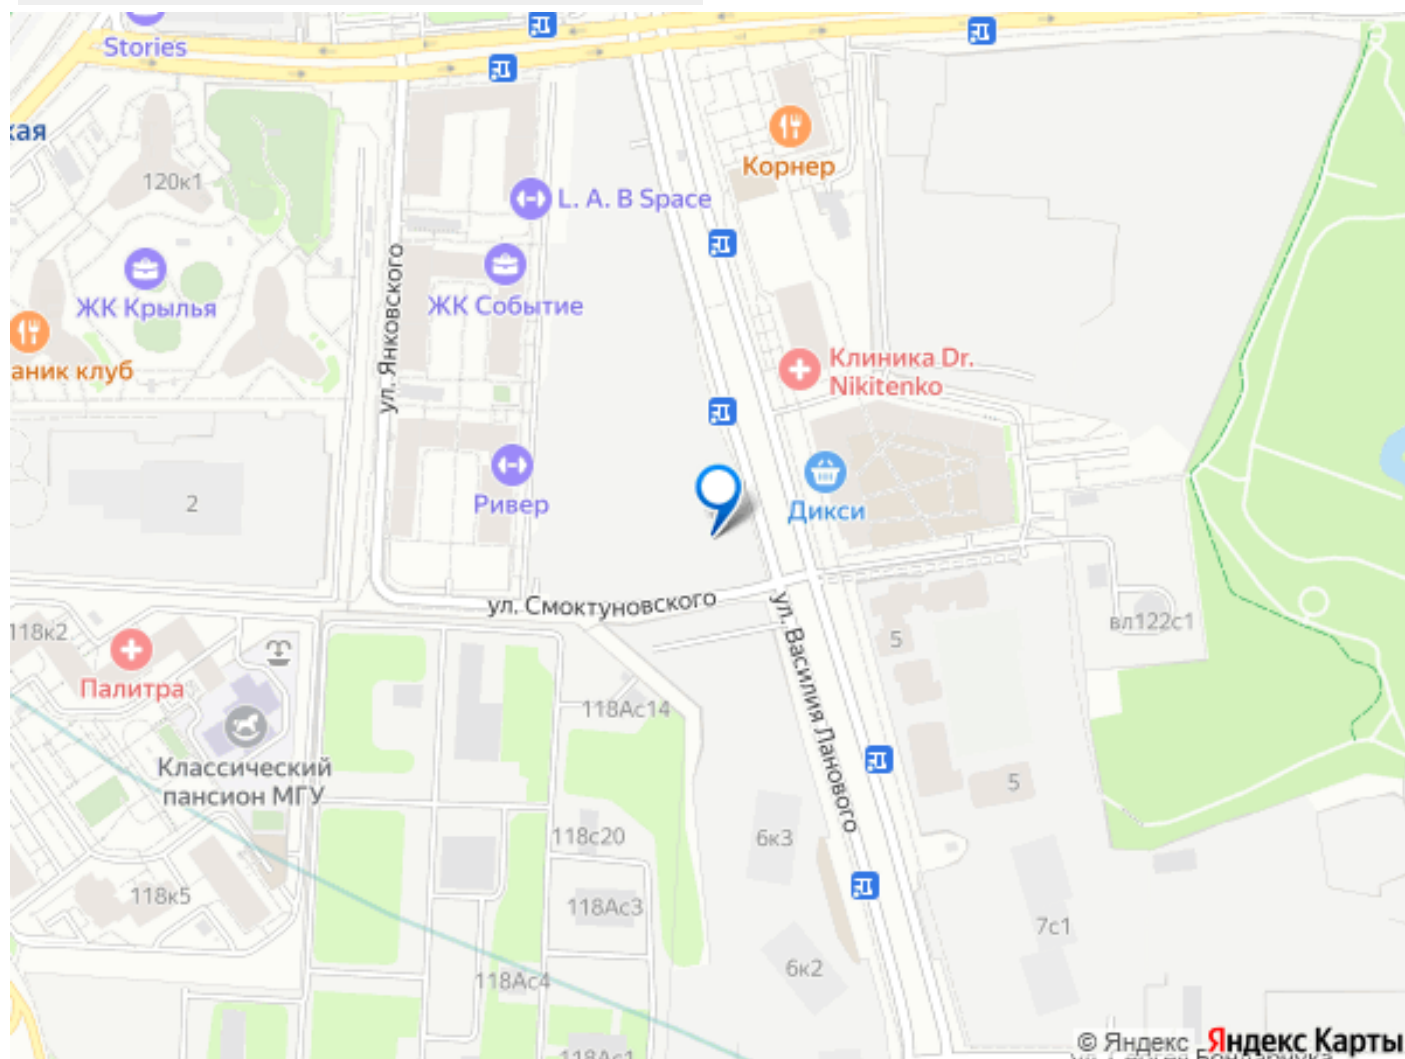 Stories
кая
120к1
Корнер
L. A. B Space
ул. Янковского
ЖК Крылья
ЖК Событие
аник клуб
Клиника Dr.
Nikitenko
2
Ривер
Дикси
ул. Смоктуновского
ул. Василия Ланового
118к2
Палитра
5
вл122с1
118Ас14
Классический
пансион МГУ
5
118с20
6к3
118к5
118Ас3
7с1
118Ас4
6к2
118Ас1
© Яндекс Яндекс Карты